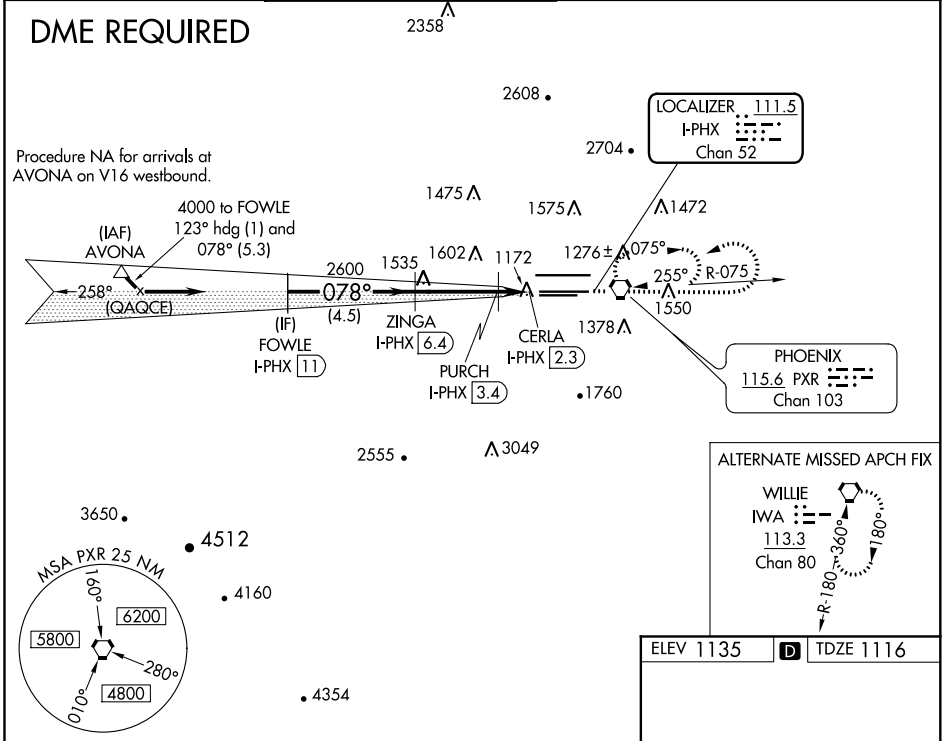 DME REQUIRED
2358
2608
LOCALIZER 111.5
I-PHX
Chan 52
2704
Procedure NA for arrivals at
AVONA on V16 westbound.
4000 to FOWLE
123° hdg (1) and
078° (5.3)
1475
1575
1472
(IAF)
AVONA
1602
1535
1172
1276±
075°
2600
258°
078°
255°
R-075
(QAQCE)
(4.5)
1550
(IF)
FOWLE
I-PHX 11
ZINGA
I-PHX 6.4
CERLA
I-PHX 2.3
1378
PURCH
I-PHX 3.4
PHOENIX
115.6 PXR
Chan 103
1760
2555
3049
ALTERNATE MISSED APCH FIX
WILLIE
IWA
113.3
Chan 80
360°
180°
R-180
3650
4512
4160
4354
MSA PXR 25 NM
160°
6200
5800
280°
4800
010°
ELEV 1135
D
TDZE 1116